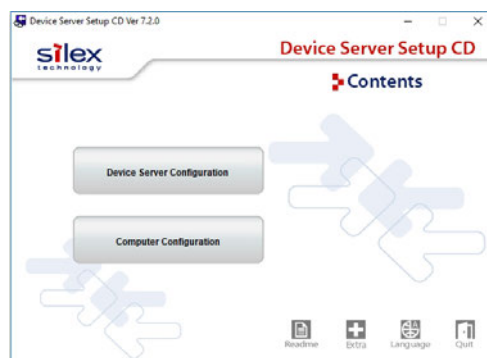 Device Server Setup CD Ver 7.2.0
silex
technology
Device Server Setup CD
Contents
Device Server Configuration
Computer Configuration
Readme
Extra
Language
Quit